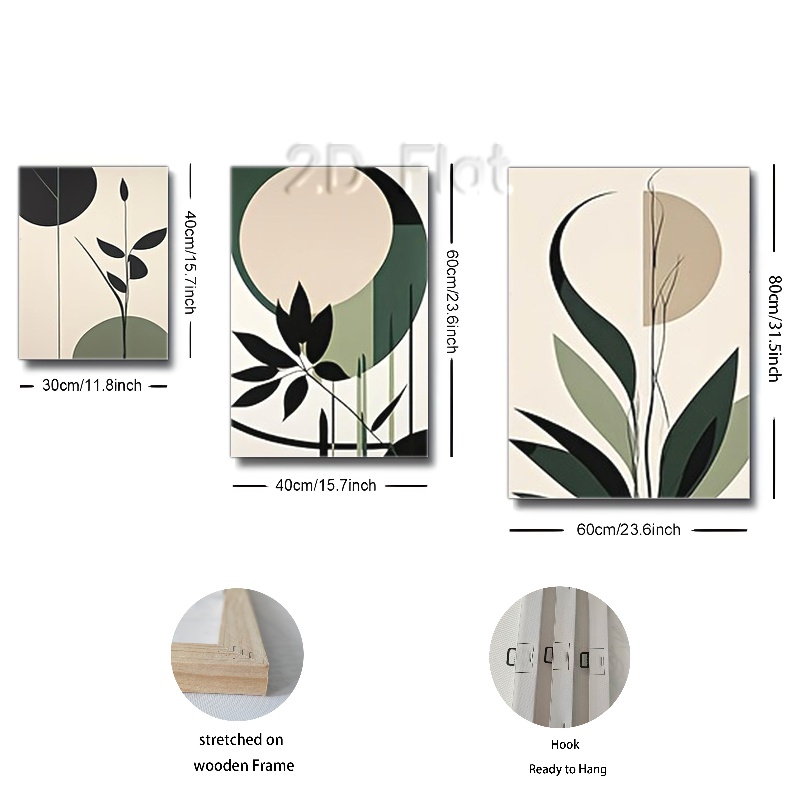 2D Flat
40cm/15.7inch
30cm/11.8inch
60cm/23.6inch
40cm/15.7inch
80cm/31.5inch
60cm/23.6inch
stretched on
wooden Frame
Hook
Ready to Hang